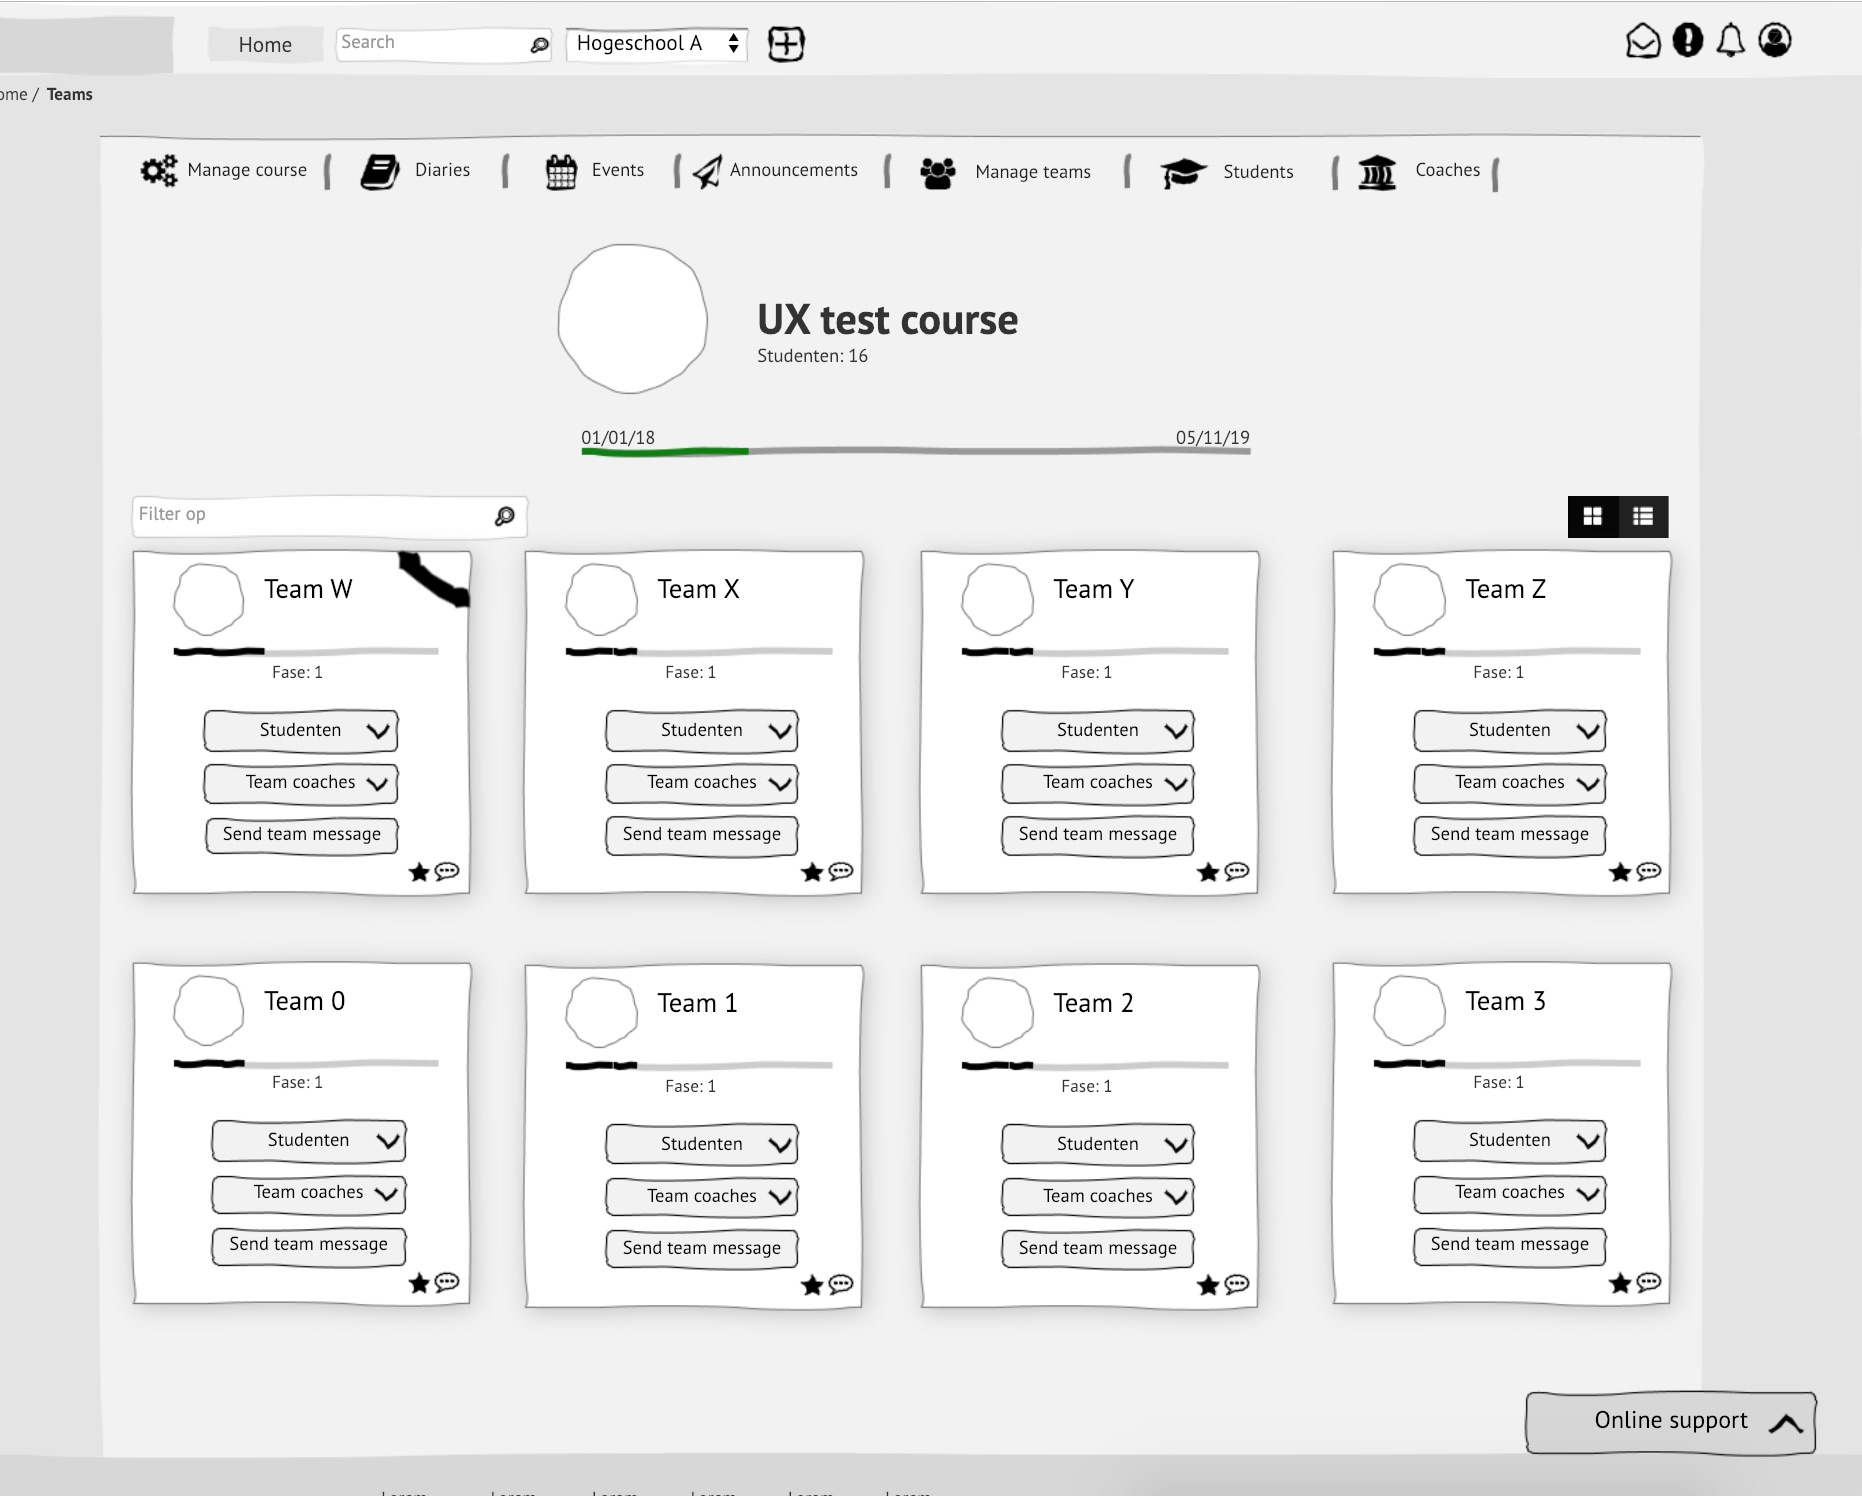 Home
Search
Hogeschool A
ome / Teams
Manage course
Diaries
Events
Announcements
Manage teams
Students
Coaches
UX test course
Studenten: 16
01/01/18
05/11/19
Filter op
Team W
Fase: 1
Studenten
Team coaches
Send team message
Team X
Fase: 1
Studenten
Team coaches
Send team message
Team Y
Fase: 1
Studenten
Team coaches
Send team message
Team Z
Fase: 1
Studenten
Team coaches
Send team message
Team 0
Fase: 1
Studenten
Team coaches
Send team message
Team 1
Fase: 1
Studenten
Team coaches
Send team message
Team 2
Fase: 1
Studenten
Team coaches
Send team message
Team 3
Fase: 1
Studenten
Team coaches
Send team message
Online support